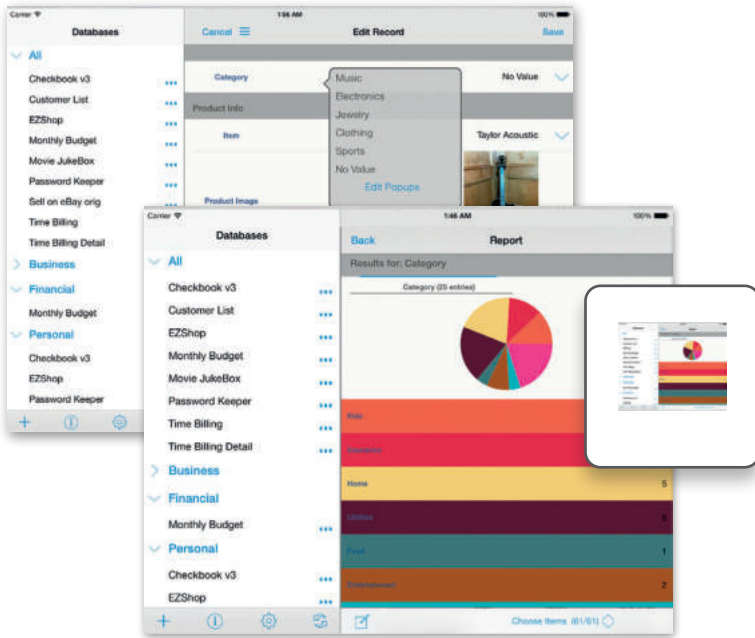 Carrier 1:56 AM 100%
Databases Cancel Edit Record Save
All
Checkbook v3 Category Music No Value
Customer List Electronics
EZShop Product Info Jewelry
Monthly Budget Item Clothing Taylor Acoustic
Movie JukeBox Sports
Password Keeper No Value
Sell on eBay orig Product Image Edit Popups
Time Billing
Time Billing Detail
Business
Financial
Monthly Budget
Personal
Checkbook v3
EZShop
Password Keeper
Carrier 1:46 AM 100%
Databases Back Report
All Results for: Category
Checkbook v3 Category (25 entries)
Customer List
EZShop
Monthly Budget
Movie JukeBox
Password Keeper
Time Billing Kids
Time Billing Detail
Business Home 5
Financial Utilities 5
Monthly Budget Food 1
Personal
Checkbook v3 Entertainment 2
EZShop
Choose Items (61/61)